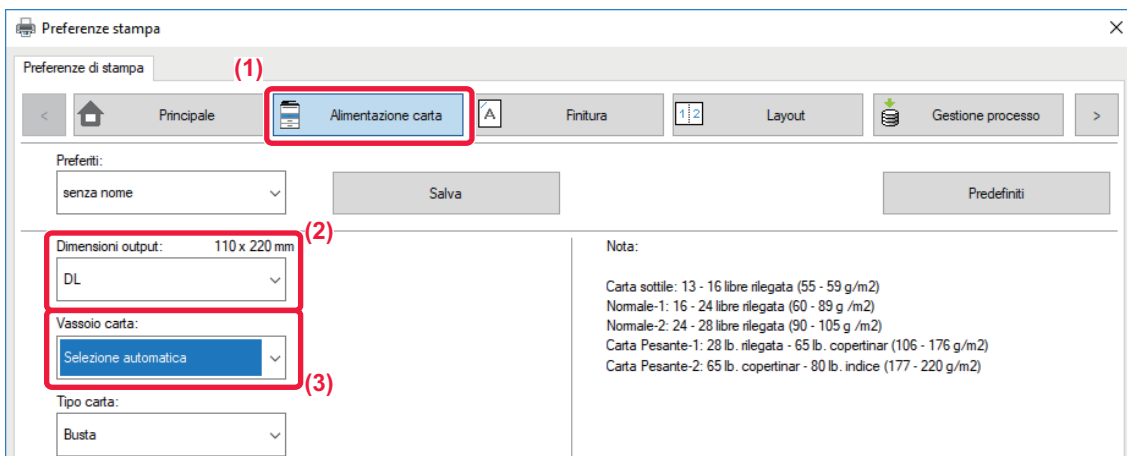 Preferenze stampa
Preferenze di stampa
(1)
< Principale Alimentazione carta A Finitura 1 2 Layout Gestione processo >
Preferiti:
senza nome Salva Predefiniti
(2)
Dimensioni output: 110 x 220 mm
DL
Vassoio carta:
Selezione automatica
(3)
Tipo carta:
Busta
Nota:
Carta sottile: 13 - 16 libre rilegata (55 - 59 g/m2)
Normale-1: 16 - 24 libre rilegata (60 - 89 g /m2)
Normale-2: 24 - 28 libre rilegata (90 - 105 g /m2)
Carta Pesante-1: 28 lb. rilegata - 65 lb. copertinar (106 - 176 g/m2)
Carta Pesante-2: 65 lb. copertinar - 80 lb. indice (177 - 220 g/m2)